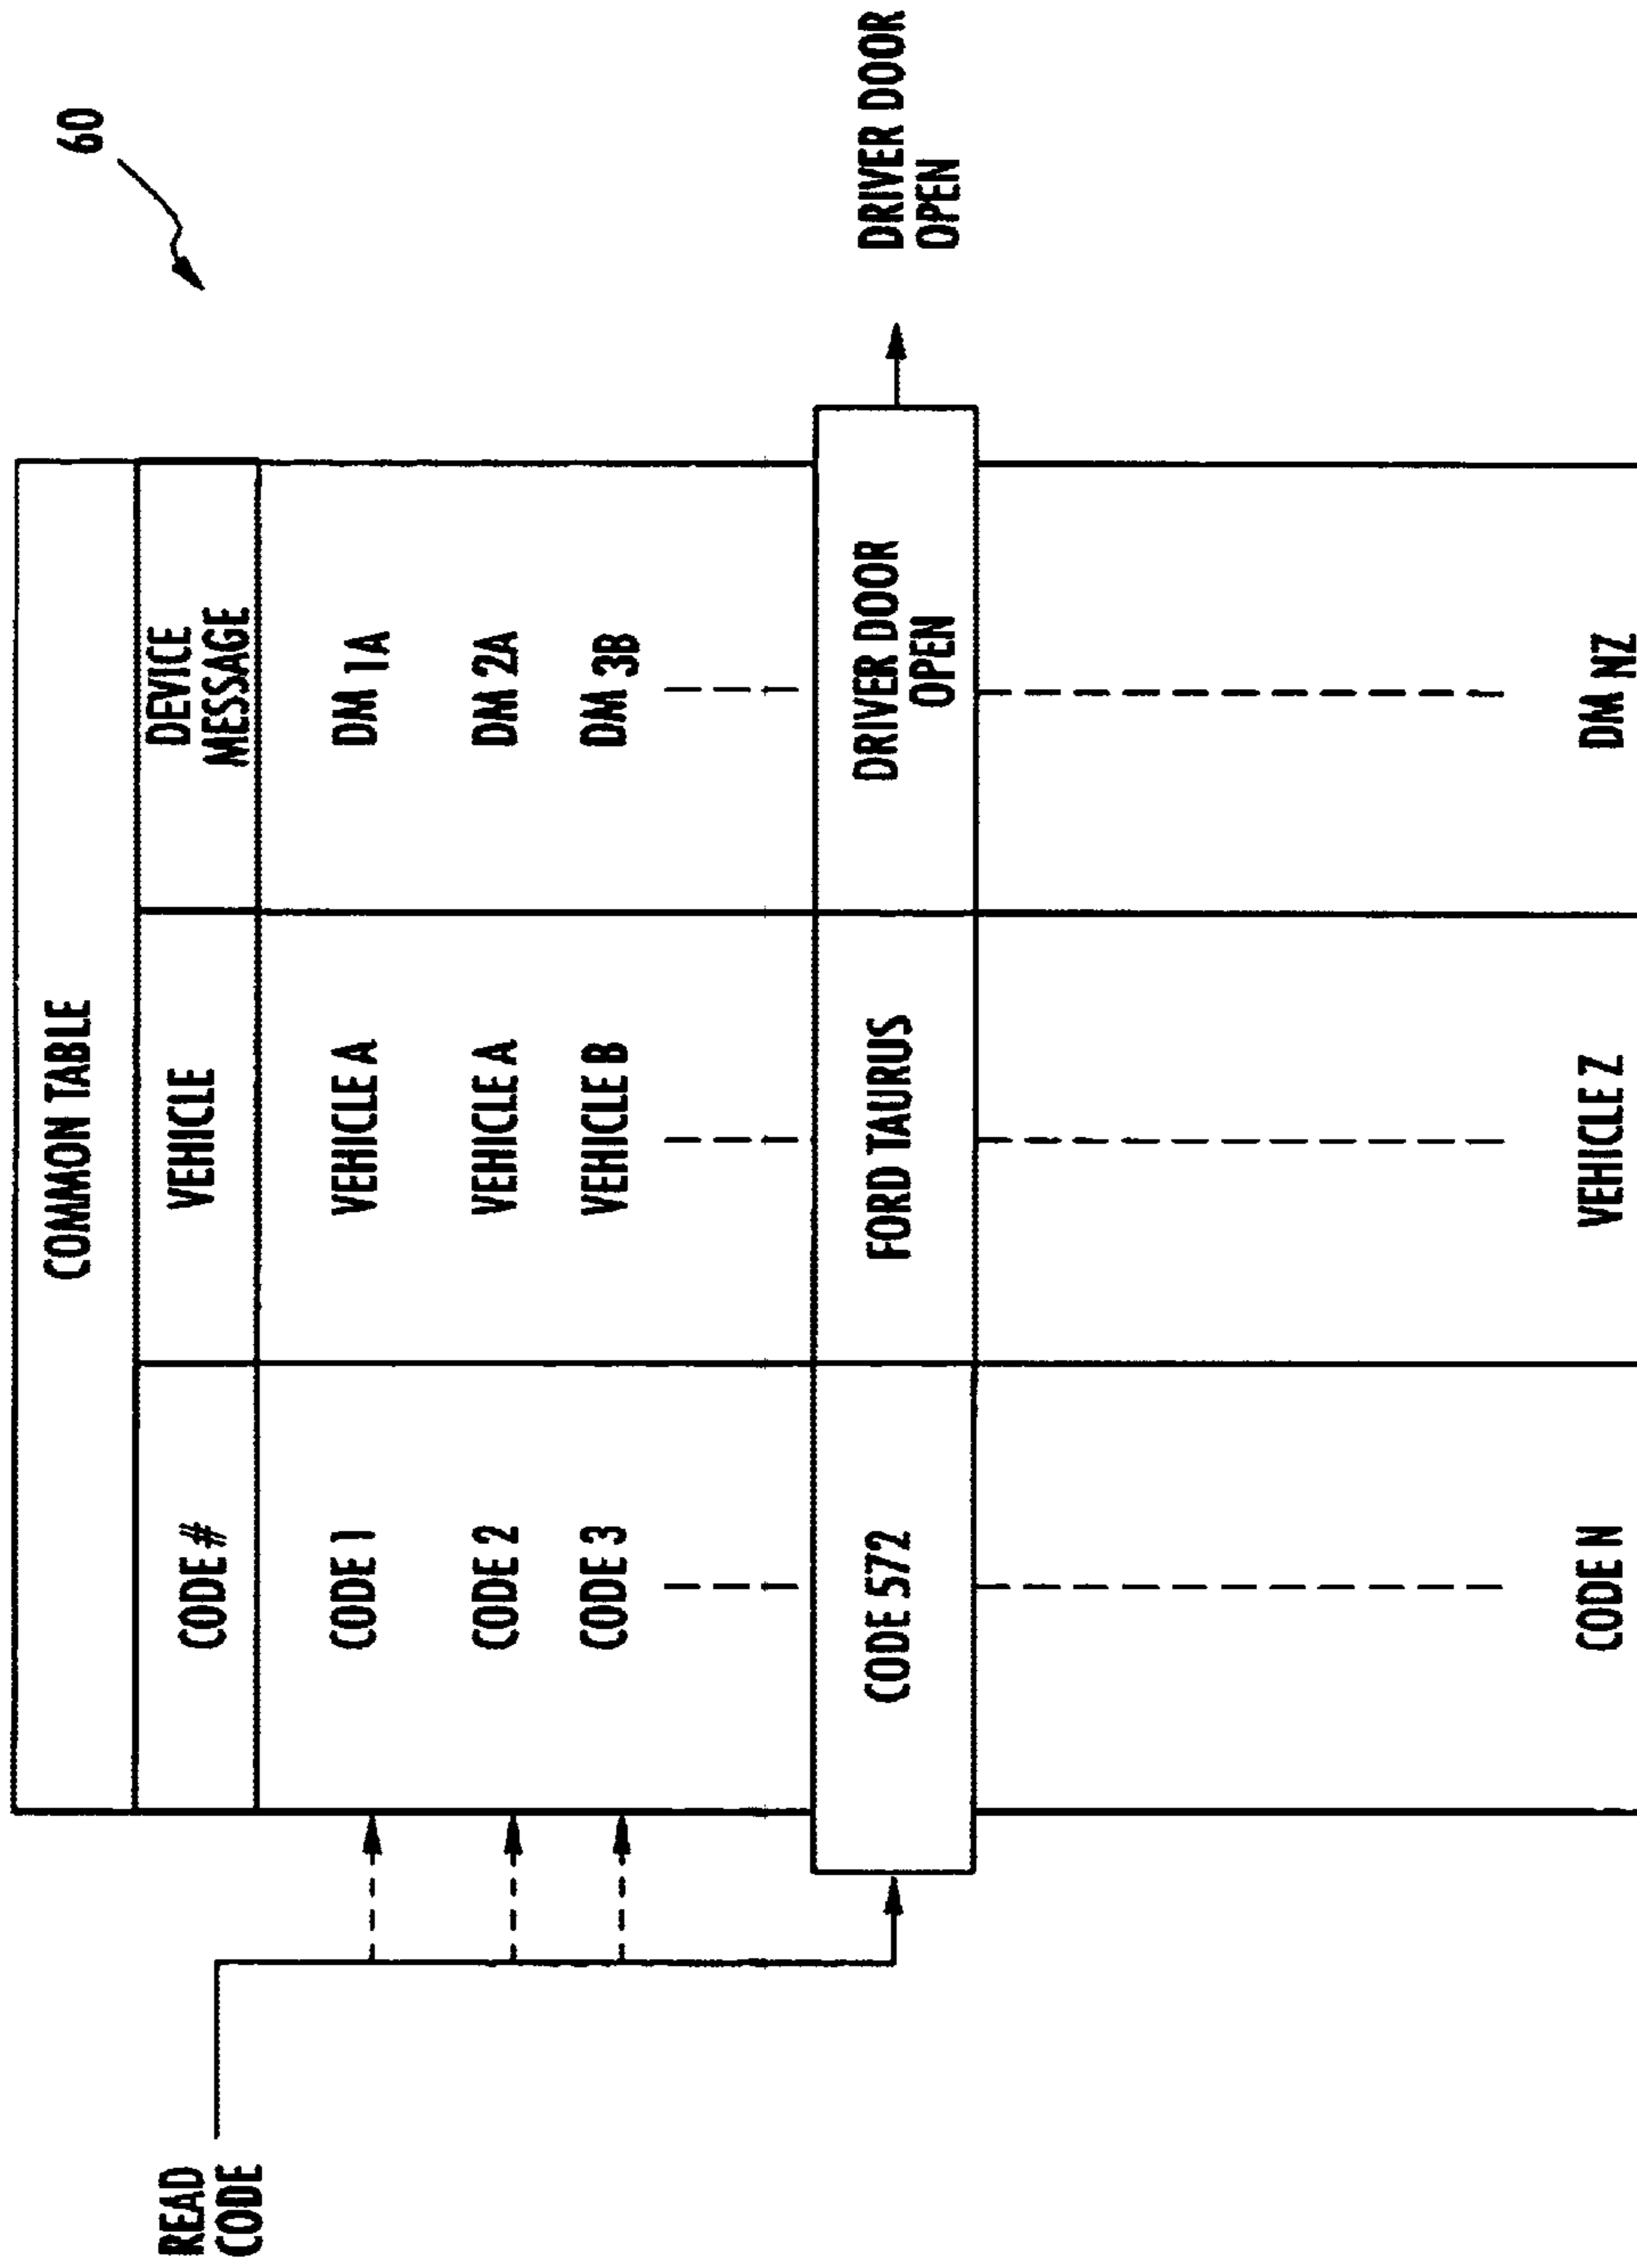 60
COMMON TABLE
CODE #
VEHICLE
DEVICE
MESSAGE
READ
CODE
CODE 1
VEHICLE A
DM 1A
CODE 2
VEHICLE A
DM 2A
CODE 3
VEHICLE B
DM 3B
CODE 572
FORD TAURUS
DRIVER DOOR
OPEN
DRIVER DOOR
OPEN
CODE N
VEHICLE Z
DM NZ